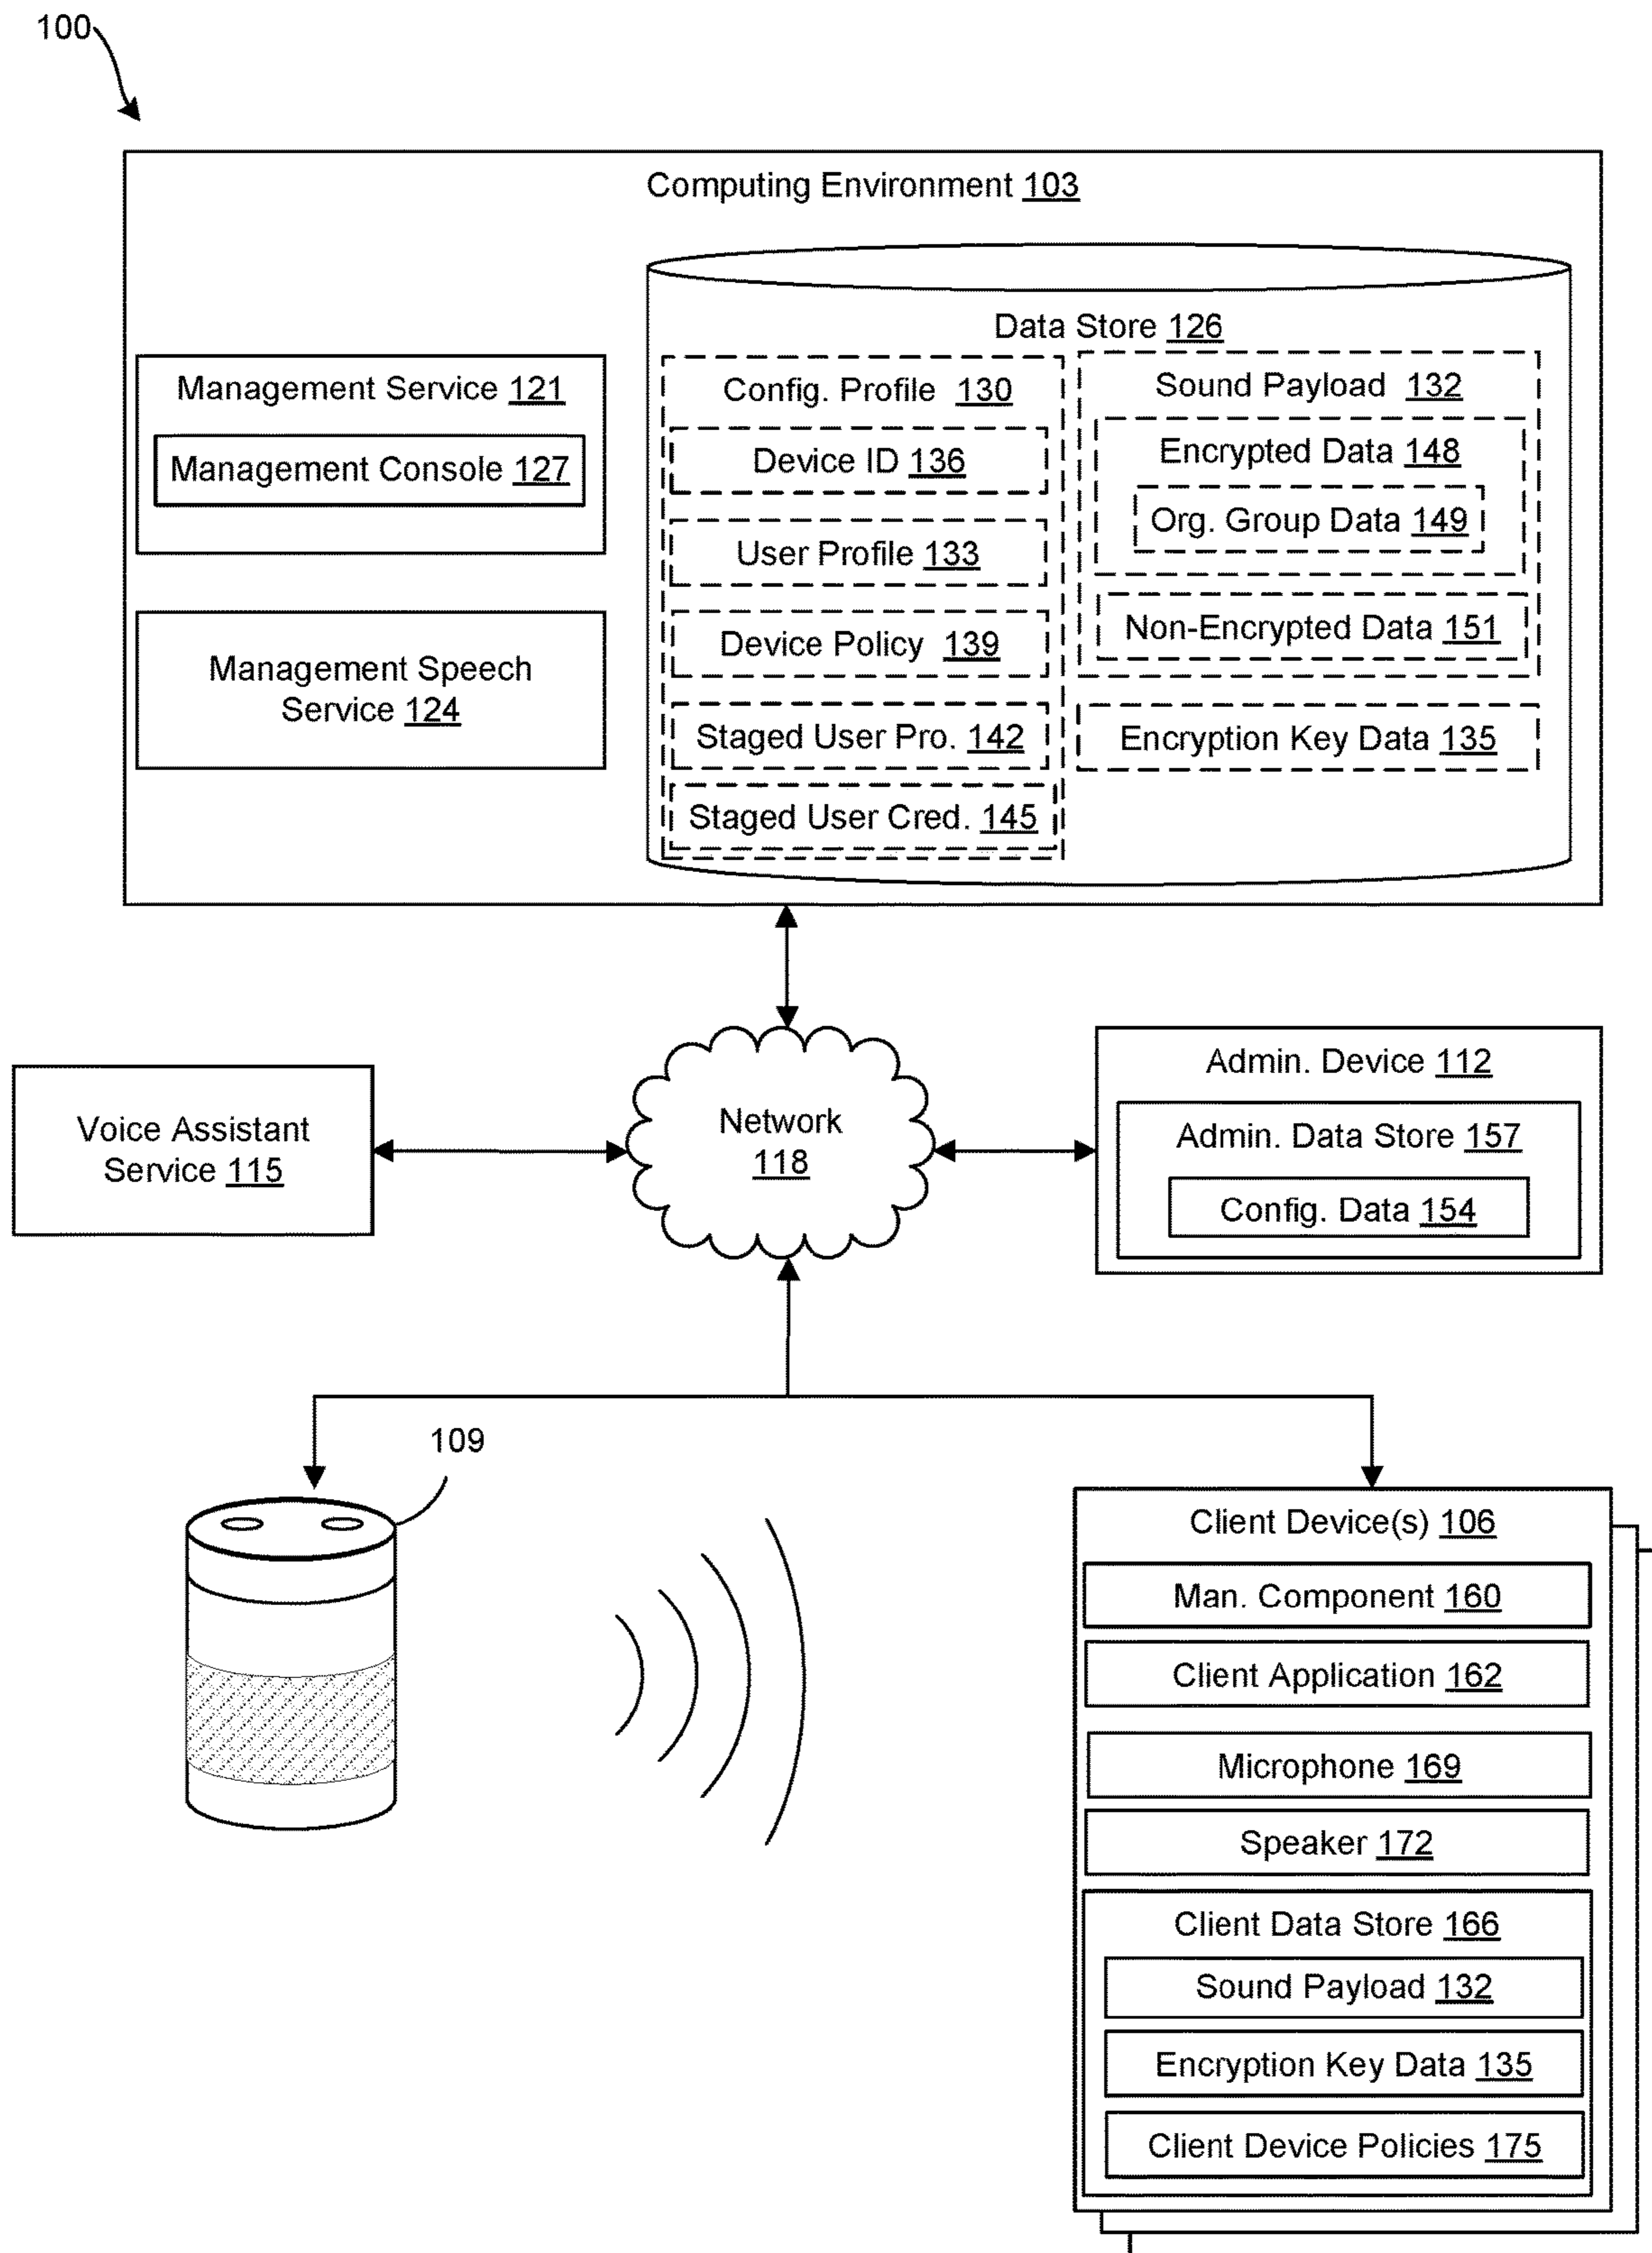 100
Computing Environment 103
Data Store 126
Management Service 121
Management Console 127
Management Speech
Service 124
Config. Profile 130
Device ID 136
User Profile 133
Device Policy 139
Staged User Pro. 142
Staged User Cred. 145
Sound Payload 132
Encrypted Data 148
Org. Group Data 149
Non-Encrypted Data 151
Encryption Key Data 135
Voice Assistant
Service 115
Network
118
Admin. Device 112
Admin. Data Store 157
Config. Data 154
109
Client Device(s) 106
Man. Component 160
Client Application 162
Microphone 169
Speaker 172
Client Data Store 166
Sound Payload 132
Encryption Key Data 135
Client Device Policies 175